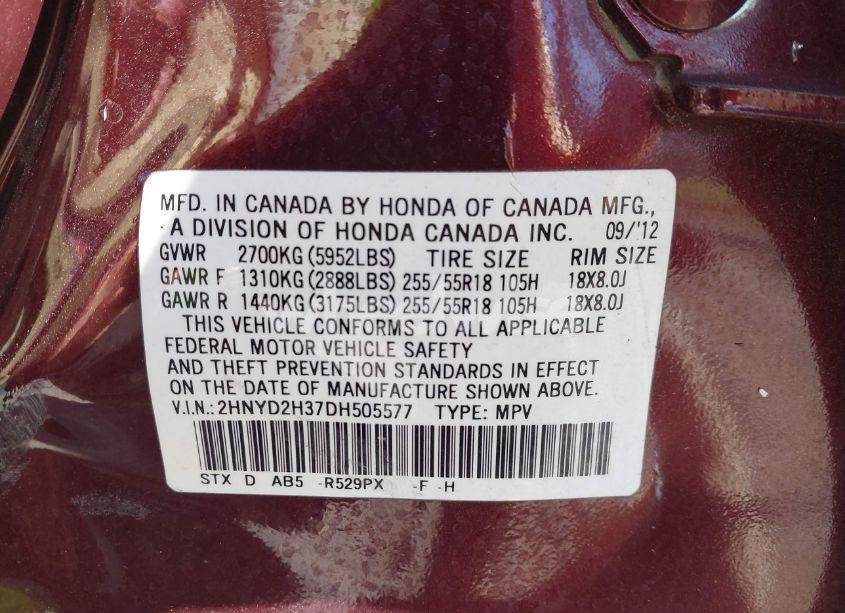 MFD. IN CANADA BY HONDA OF CANADA MFG.,
A DIVISION OF HONDA CANADA INC. 09/'12
GVWR 2700KG (5952LBS) TIRE SIZE RIM SIZE
GAWR F 1310KG (2888LBS) 255/55R18 105H 18X8.0J
GAWR R 1440KG (3175LBS) 255/55R18 105H 18X8.0J
THIS VEHICLE CONFORMS TO ALL APPLICABLE
FEDERAL MOTOR VEHICLE SAFETY
AND THEFT PREVENTION STANDARDS IN EFFECT
ON THE DATE OF MANUFACTURE SHOWN ABOVE.
V.I.N.: 2HNYD2H37DH505577 TYPE: MPV
STX D AB5 -R529PX -F -H